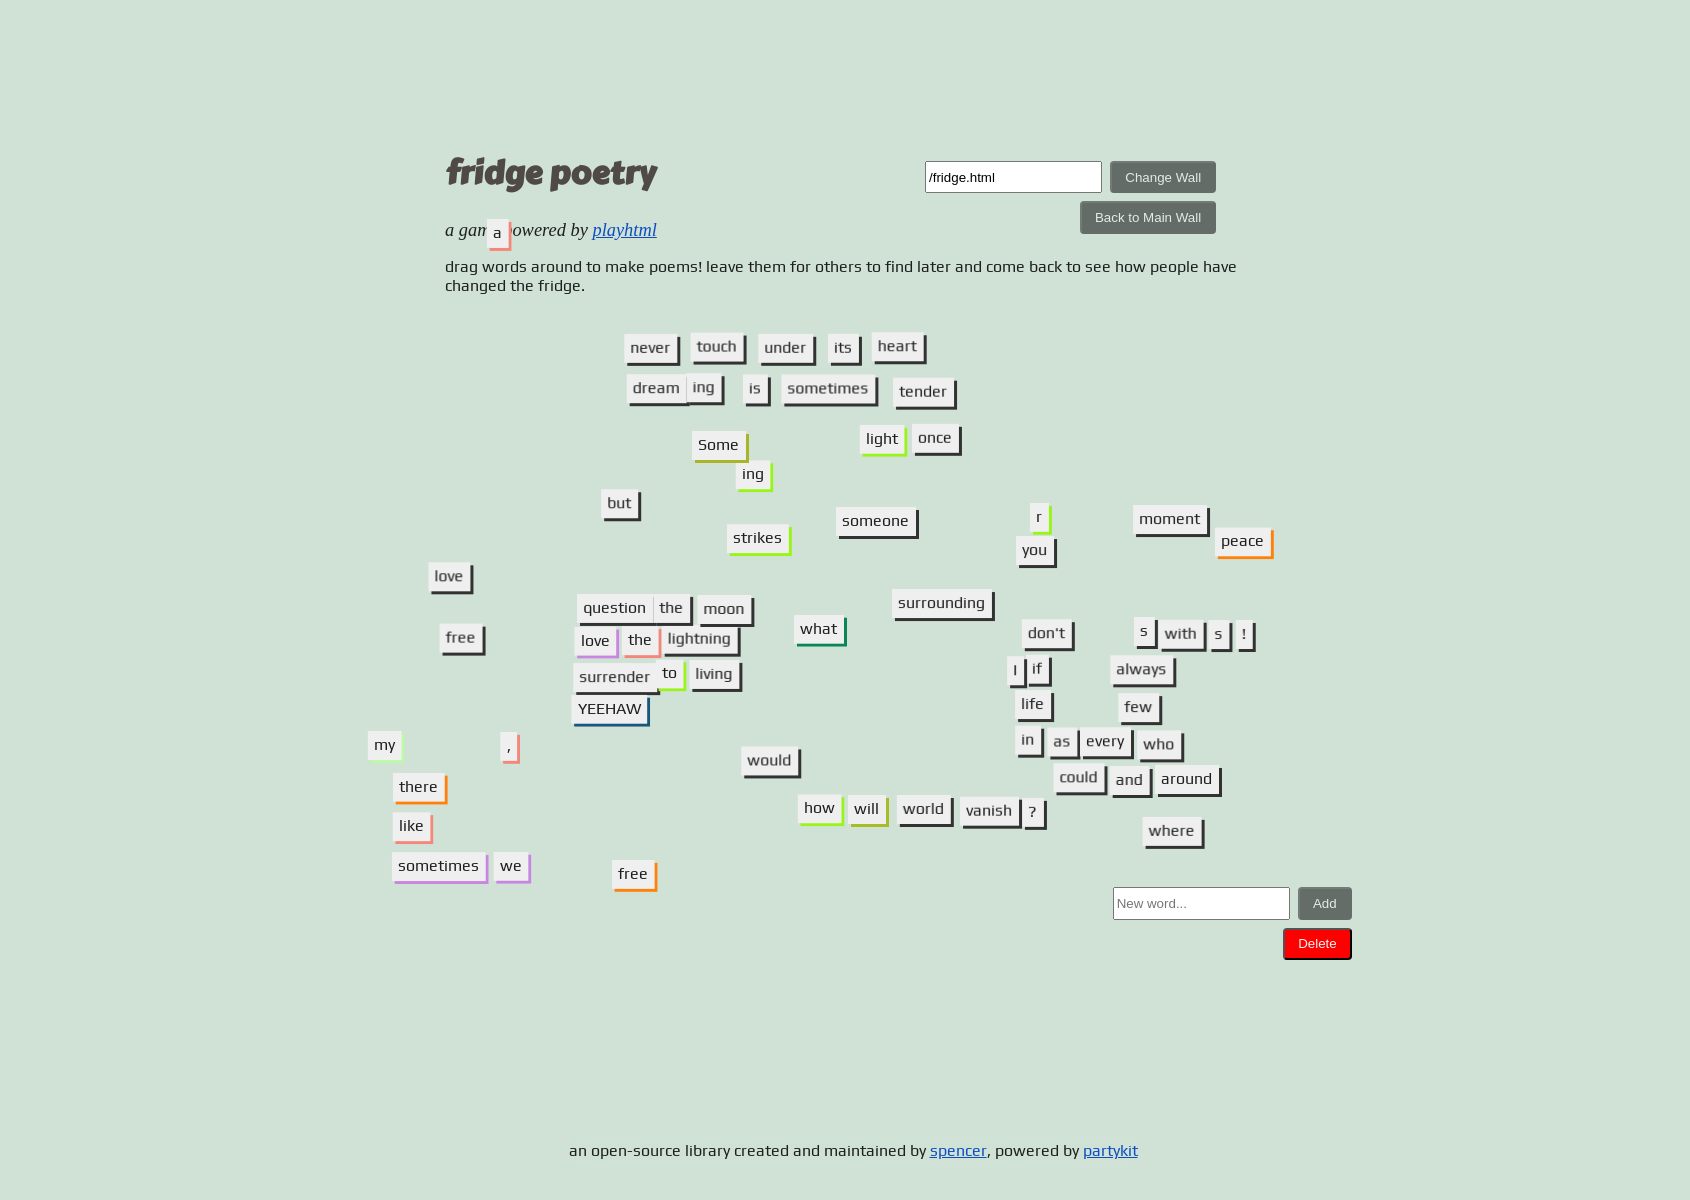 fridge poetry
/fridge.html
Change Wall
Back to Main Wall
a gam a powered by playhtml
drag words around to make poems! leave them for others to find later and come back to see how people have
changed the fridge.
never touch under its heart
dream ing is sometimes tender
Some light once
ing
but
someone r moment
strikes you peace
love
question the moon surrounding
what
free love the lightning don't s with s !
surrender to living I if always
YEEHAW life few
my , in as every who
would could and around
there
how will world vanish ?
like where
sometimes we free
New word... Add
Delete
an open-source library created and maintained by spencer, powered by partykit